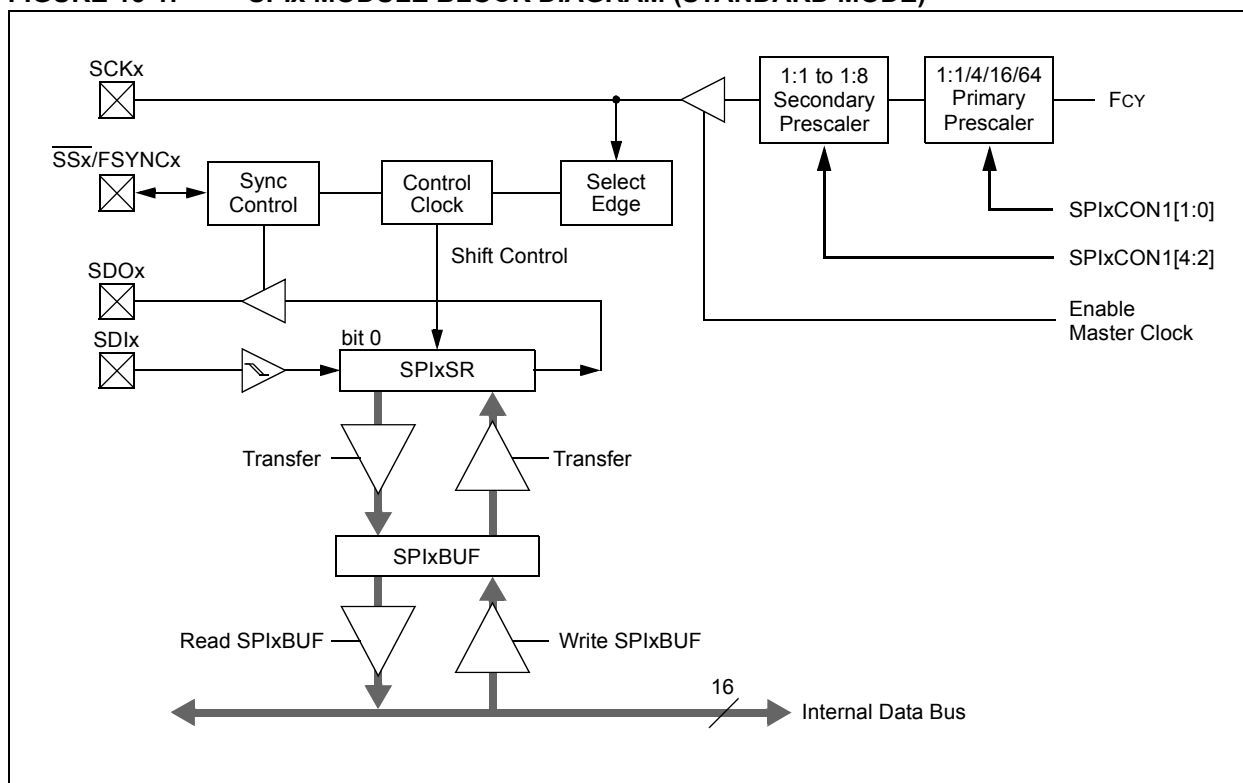 SCKx
1:1 to 1:8
Secondary
Prescaler
1:1/4/16/64
Primary
Prescaler
FCY
SSx/FSYNCx
Sync
Control
Control
Clock
Select
Edge
SPIxCON1[1:0]
Shift Control
SPIxCON1[4:2]
SDOx
Enable
Master Clock
SDIx
bit 0
SPIxSR
Transfer
Transfer
SPIxBUF
Read SPIxBUF
Write SPIxBUF
16
Internal Data Bus